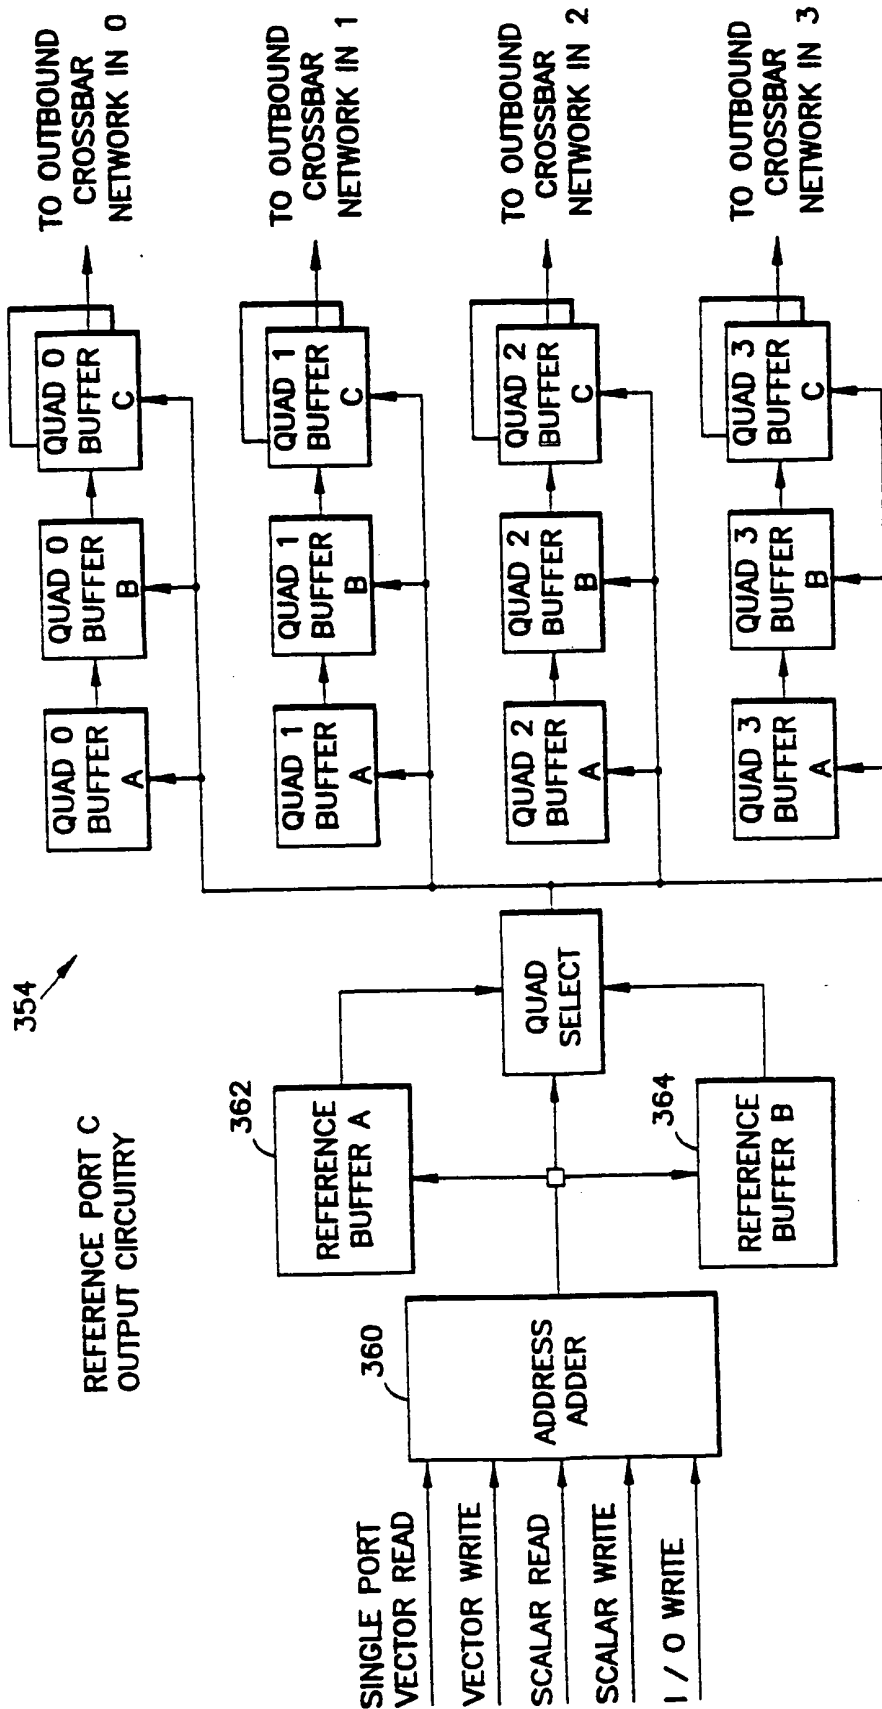 REFERENCE PORT C
OUTPUT CIRCUITRY
354
SINGLE PORT
VECTOR READ
VECTOR WRITE
SCALAR READ
SCALAR WRITE
I / O WRITE
360
ADDRESS
ADDER
362
REFERENCE
BUFFER A
364
REFERENCE
BUFFER B
QUAD
SELECT
QUAD 0
BUFFER
A
QUAD 0
BUFFER
B
QUAD 0
BUFFER
C
TO OUTBOUND
CROSSBAR
NETWORK IN 0
QUAD 1
BUFFER
A
QUAD 1
BUFFER
B
QUAD 1
BUFFER
C
TO OUTBOUND
CROSSBAR
NETWORK IN 1
QUAD 2
BUFFER
A
QUAD 2
BUFFER
B
QUAD 2
BUFFER
C
TO OUTBOUND
CROSSBAR
NETWORK IN 2
QUAD 3
BUFFER
A
QUAD 3
BUFFER
B
QUAD 3
BUFFER
C
TO OUTBOUND
CROSSBAR
NETWORK IN 3